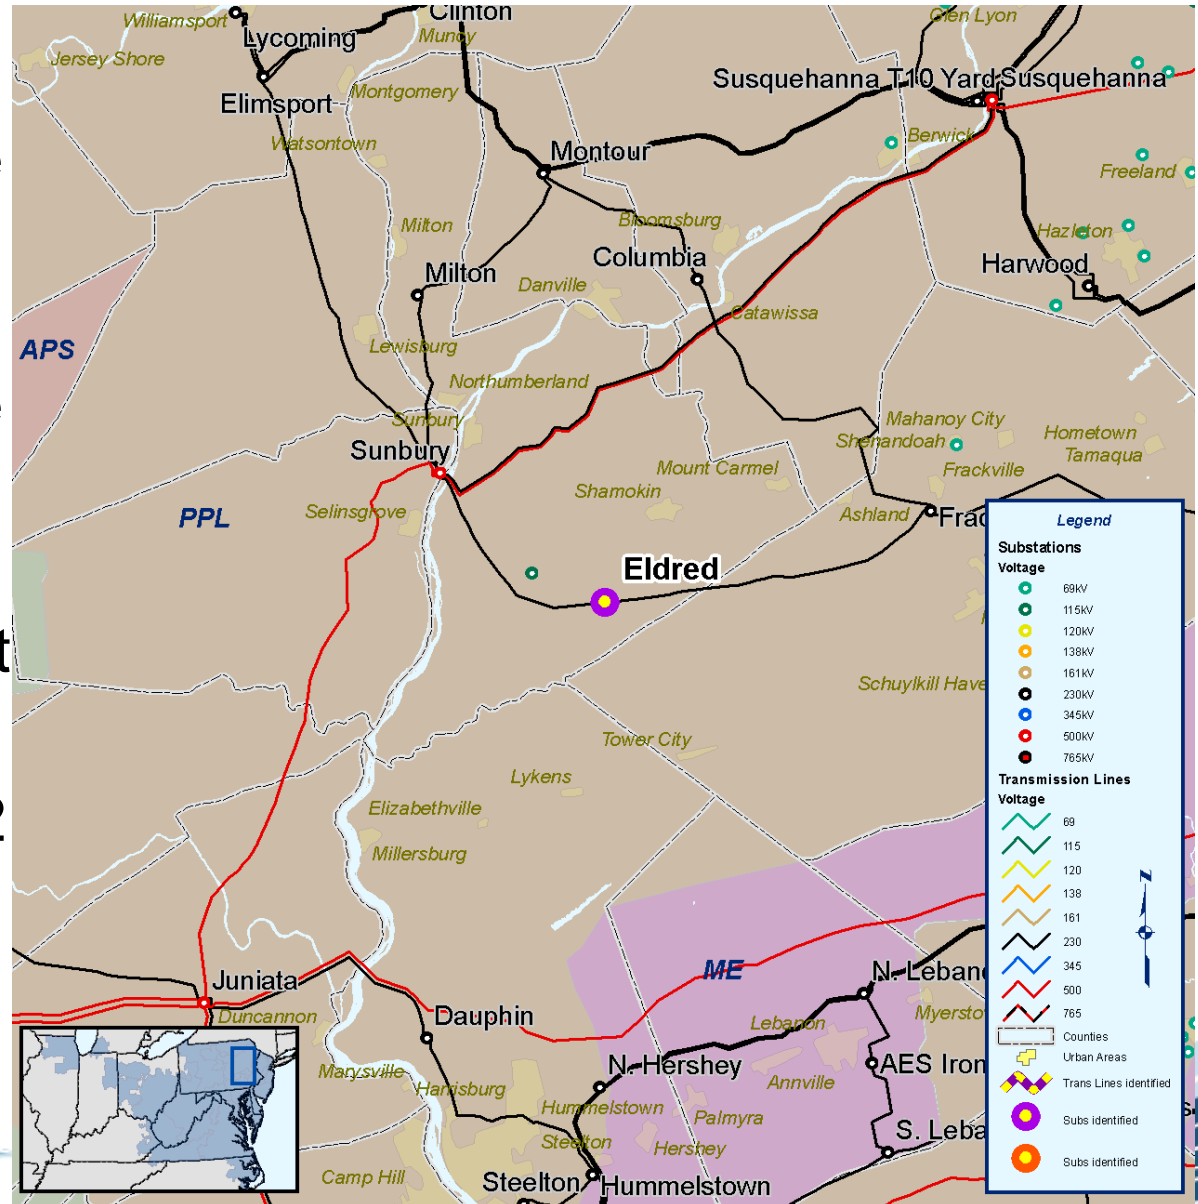 Williamsport
Clinton
Glen Lyon
Lycoming
Muncy
Jersey Shore
Susquehanna T10 Yard
Susquehanna
Elimsport
Montgomery
Watsontown
Berwick
Montour
Freeland
Milton
Bloomsburg
Hazleton
Columbia
Harwood
Milton
Danville
Catawissa
APS
Lewisburg
Northumberland
Sunbury
Mahanoy City
Shenandoah
Hometown
Tamaqua
Sunbury
Mount Carmel
Frackville
Shamokin
Selinsgrove
PPL
Ashland
Frac
Eldred
t
Schuylkill Have
Tower City
Lykens
Elizabethville
2
Millersburg
ME
N. Leban
Juniata
Duncannon
Dauphin
Lebanon
Myersto
N. Hershey
AES Iron
Marysville
Harrisburg
Annville
Hummelstown
Palmyra
Steelton
Hershey
S. Leba
Camp Hill
Steelton
Hummelstown
Legend
Substations
Voltage
69kV
115kV
120kV
138kV
161kV
230kV
345kV
500kV
765kV
Transmission Lines
Voltage
69
115
120
138
161
230
345
500
765
Counties
Urban Areas
Trans Lines identified
Subs identified
Subs identified
N